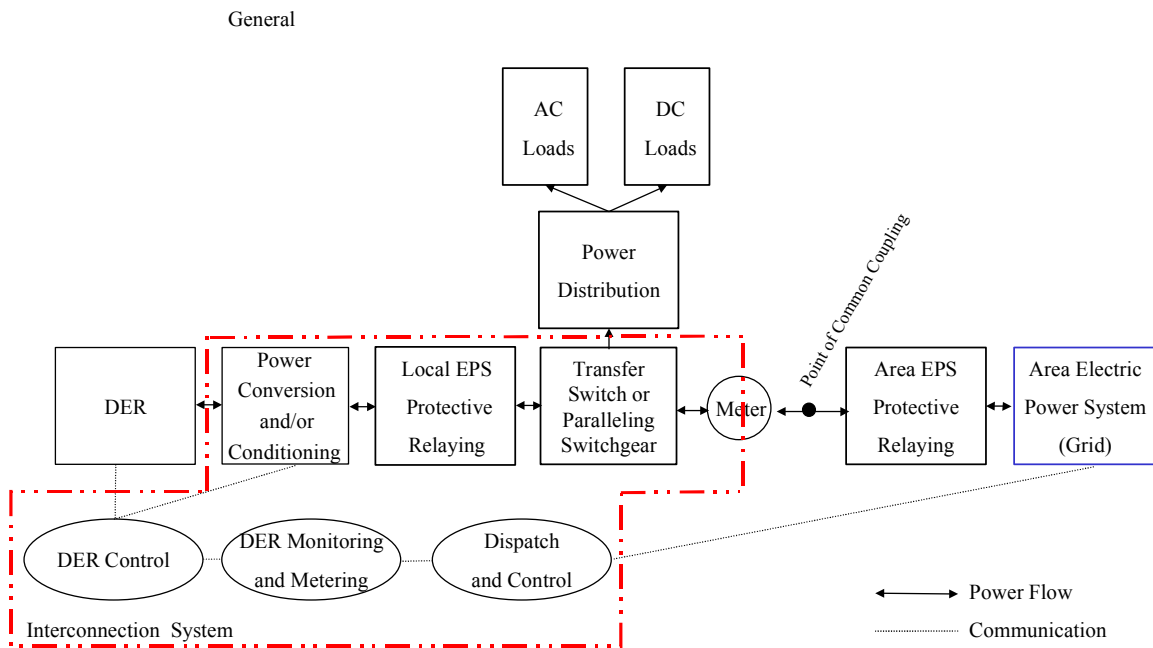 General
AC
Loads
DC
Loads
Power
Distribution
Point of Common Coupling
DER
Power
Conversion
and/or
Conditioning
Local EPS
Protective
Relaying
Transfer
Switch or
Paralleling
Switchgear
Meter
Area EPS
Protective
Relaying
Area Electric
Power System
(Grid)
DER Control
DER Monitoring
and Metering
Dispatch
and Control
Power Flow
Communication
Interconnection System